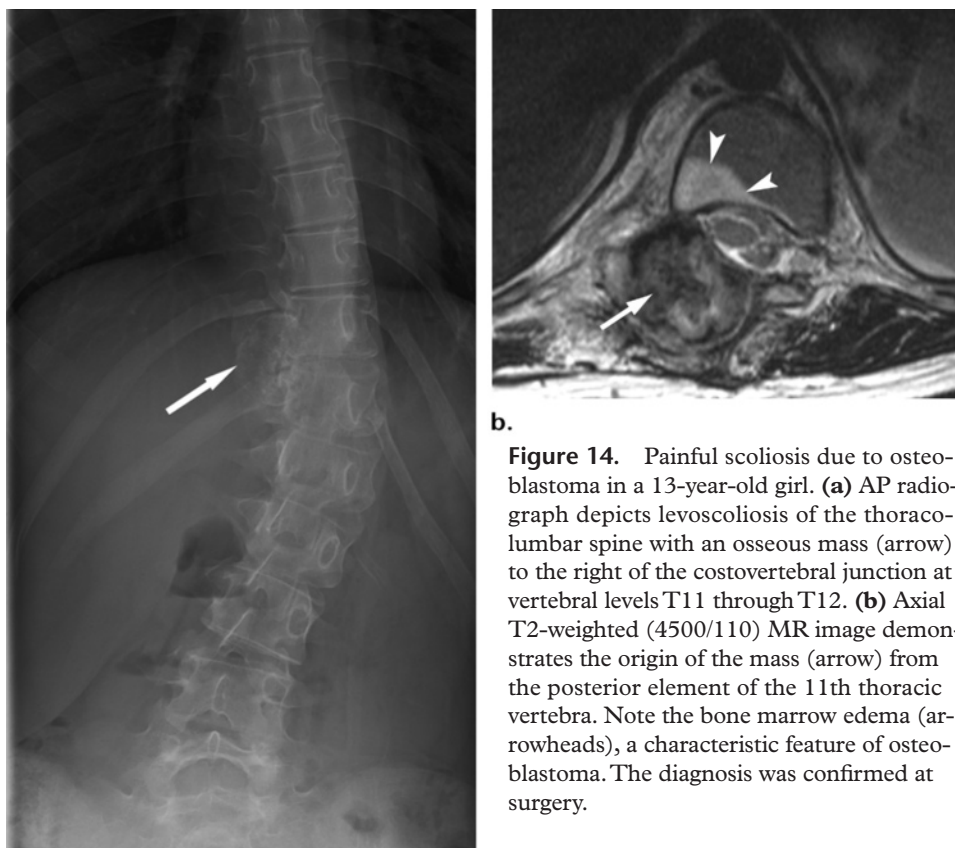 b.
Figure 14. Painful scoliosis due to osteo-
blastoma in a 13-year-old girl. (a) AP radio-
graph depicts levoscoliosis of the thoraco-
lumbar spine with an osseous mass (arrow)
to the right of the costovertebral junction at
vertebral levels T11 through T12. (b) Axial
T2-weighted (4500/110) MR image demon-
strates the origin of the mass (arrow) from
the posterior element of the 11th thoracic
vertebra. Note the bone marrow edema (ar-
rowheads), a characteristic feature of osteo-
blastoma. The diagnosis was confirmed at
surgery.